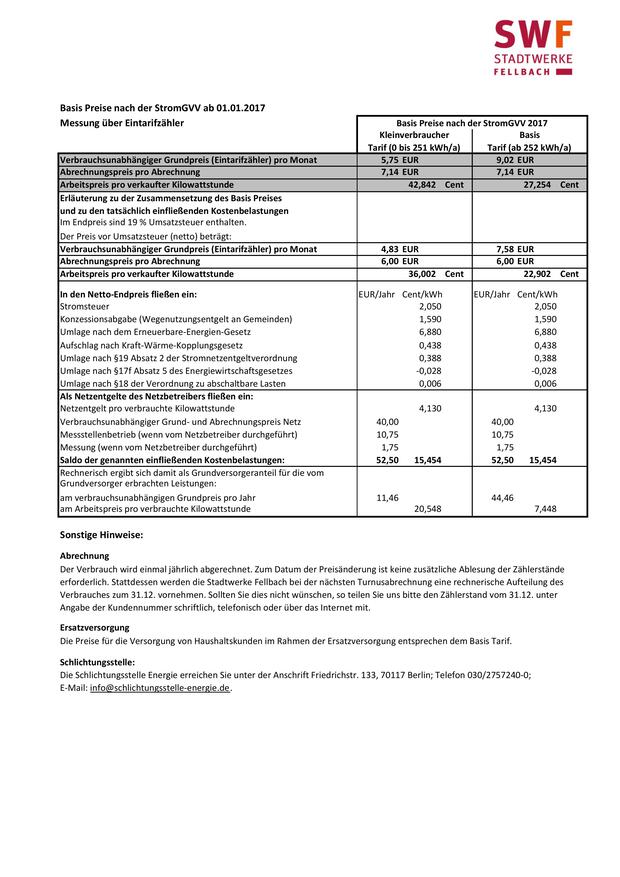 SWF
STADTWERKE
FELLBACH
Basis Preise nach der StromGVV ab 01.01.2017
Messung über Eintarifzähler
Basis Preise nach der StromGVV 2017
Kleinverbraucher Basis
Tarif (0 bis 251 kWh/a) Tarif (ab 252 kWh/a)
Verbrauchsunabhängiger Grundpreis (Eintarifzähler) pro Monat 5,75 EUR 9,02 EUR
Abrechnungspreis pro Abrechnung 7,14 EUR 7,14 EUR
Arbeitspreis pro verkaufter Kilowattstunde 42,842 Cent 27,254 Cent
Erläuterung zu der Zusammensetzung des Basis Preises
und zu den tatsächlich einfließenden Kostenbelastungen
Im Endpreis sind 19 % Umsatzsteuer enthalten.
Der Preis vor Umsatzsteuer (netto) beträgt:
Verbrauchsunabhängiger Grundpreis (Eintarifzähler) pro Monat 4,83 EUR 7,58 EUR
Abrechnungspreis pro Abrechnung 6,00 EUR 6,00 EUR
Arbeitspreis pro verkaufter Kilowattstunde 36,002 Cent 22,902 Cent
In den Netto-Endpreis fließen ein: EUR/Jahr Cent/kWh EUR/Jahr Cent/kWh
Stromsteuer 2,050 2,050
Konzessionsabgabe (Wegenutzungsentgelt an Gemeinden) 1,590 1,590
Umlage nach dem Erneuerbare-Energien-Gesetz 6,880 6,880
Aufschlag nach Kraft-Wärme-Kopplungsgesetz 0,438 0,438
Umlage nach §19 Absatz 2 der Stromnetzentgeltverordnung 0,388 0,388
Umlage nach §17f Absatz 5 des Energiewirtschaftsgesetzes -0,028 -0,028
Umlage nach §18 der Verordnung zu abschaltbare Lasten 0,006 0,006
Als Netzentgelte des Netzbetreibers fließen ein:
Netzentgelt pro verbrauchte Kilowattstunde 4,130 4,130
Verbrauchsunabhängiger Grund- und Abrechnungspreis Netz 40,00 40,00
Messstellenbetrieb (wenn vom Netzbetreiber durchgeführt) 10,75 10,75
Messung (wenn vom Netzbetreiber durchgeführt) 1,75 1,75
Saldo der genannten einfließenden Kostenbelastungen: 52,50 15,454 52,50 15,454
Rechnerisch ergibt sich damit als Grundversorgeranteil für die vom
Grundversorger erbrachten Leistungen:
am verbrauchsunabhängigen Grundpreis pro Jahr 11,46 44,46
am Arbeitspreis pro verbrauchte Kilowattstunde 20,548 7,448
Sonstige Hinweise:
Abrechnung
Der Verbrauch wird einmal jährlich abgerechnet. Zum Datum der Preisänderung ist keine zusätzliche Ablesung der Zählerstände
erforderlich. Stattdessen werden die Stadtwerke Fellbach bei der nächsten Turnusabrechnung eine rechnerische Aufteilung des
Verbrauches zum 31.12. vornehmen. Sollten Sie dies nicht wünschen, so teilen Sie uns bitte den Zählerstand vom 31.12. unter
Angabe der Kundennummer schriftlich, telefonisch oder über das Internet mit.
Ersatzversorgung
Die Preise für die Versorgung von Haushaltskunden im Rahmen der Ersatzversorgung entsprechen dem Basis Tarif.
Schlichtungsstelle:
Die Schlichtungsstelle Energie erreichen Sie unter der Anschrift Friedrichstr. 133, 70117 Berlin; Telefon 030/2757240-0;
E-Mail: info@schlichtungsstelle-energie.de.